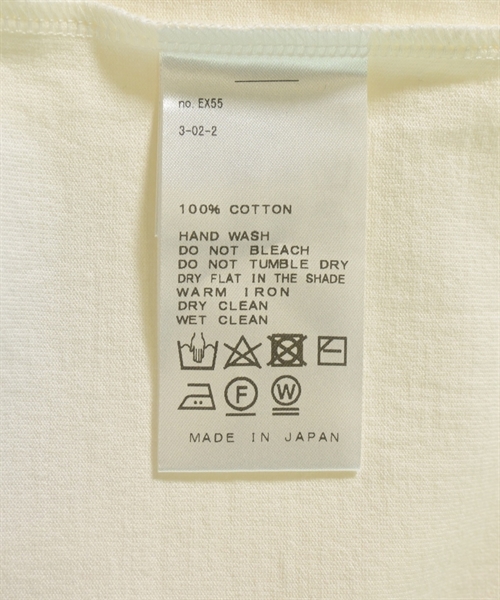 no. EX55
3-02-2
100% COTTON
HAND WASH
DO NOT BLEACH
DO NOT TUMBLE DRY
DRY FLAT IN THE SHADE
WARM IRON
DRY CLEAN
WET CLEAN
F W
MADE IN JAPAN